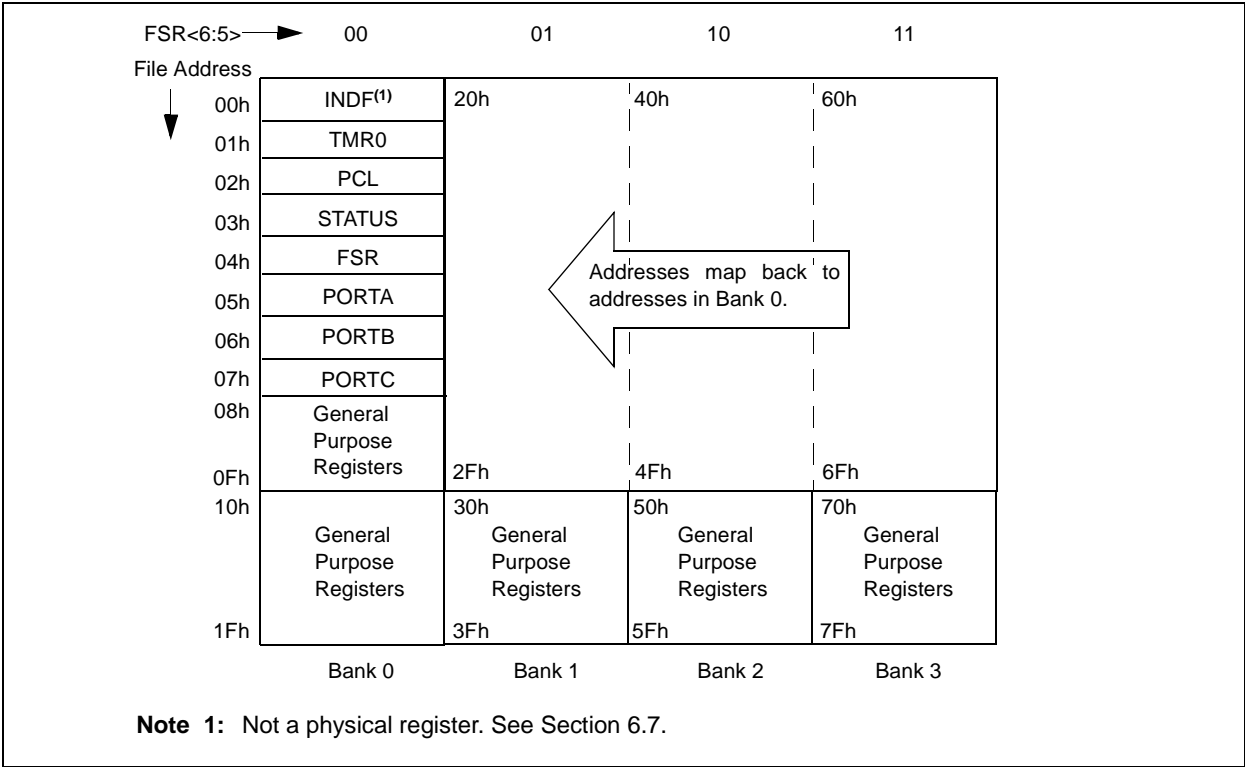 FSR<6:5> 00 01 10 11
File Address
00h INDF(1) 20h 40h 60h
01h TMR0
02h PCL
03h STATUS
04h FSR
Addresses map back to
05h PORTA
addresses in Bank 0.
06h PORTB
07h PORTC
08h General
Purpose
Registers
0Fh 2Fh 4Fh 6Fh
10h 30h 50h 70h
General General General General
Purpose Purpose Purpose Purpose
Registers Registers Registers Registers
1Fh 3Fh 5Fh 7Fh
Bank 0 Bank 1 Bank 2 Bank 3
Note 1: Not a physical register. See Section 6.7.